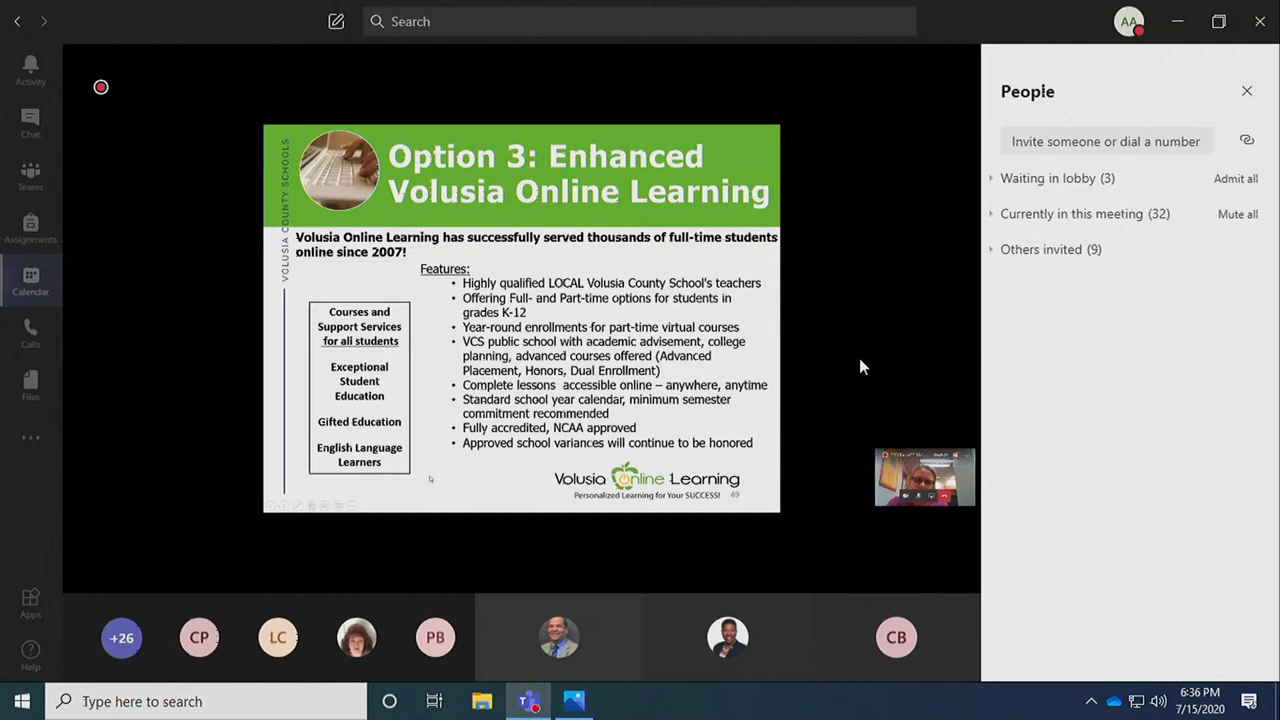 Search
AA
Activity
Chat
Teams
Assignments
Calendar
Calls
Files
Apps
Help
VOLUSIA COUNTY SCHOOLS
Option 3: Enhanced
Volusia Online Learning
Volusia Online Learning has successfully served thousands of full-time students
online since 2007!
Courses and
Support Services
for all students
Exceptional
Student
Education
Gifted Education
English Language
Learners
Features:
• Highly qualified LOCAL Volusia County School's teachers
• Offering Full- and Part-time options for students in
grades K-12
• Year-round enrollments for part-time virtual courses
• VCS public school with academic advisement, college
planning, advanced courses offered (Advanced
Placement, Honors, Dual Enrollment)
• Complete lessons accessible online – anywhere, anytime
• Standard school year calendar, minimum semester
commitment recommended
• Fully accredited, NCAA approved
• Approved school variances will continue to be honored
Volusia Online Learning
Personalized Learning for Your SUCCESS!
49
People
Invite someone or dial a number
Waiting in lobby (3) Admit all
Currently in this meeting (32) Mute all
Others invited (9)
+26
CP
LC
PB
CB
Type here to search
6:36 PM
7/15/2020